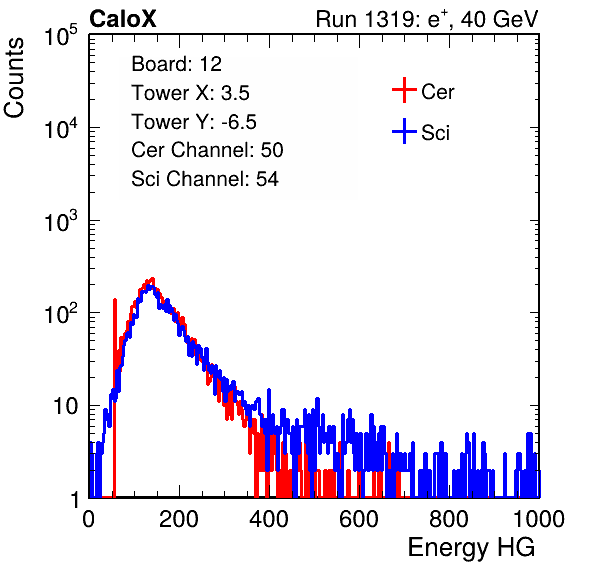 CaloX Run 1319: e⁺, 40 GeV
Counts
Board: 12
Tower X: 3.5
Tower Y: -6.5
Cer Channel: 50
Sci Channel: 54
Cer
Sci
10⁵
10⁴
10³
10²
10
1
0 200 400 600 800 1000
Energy HG